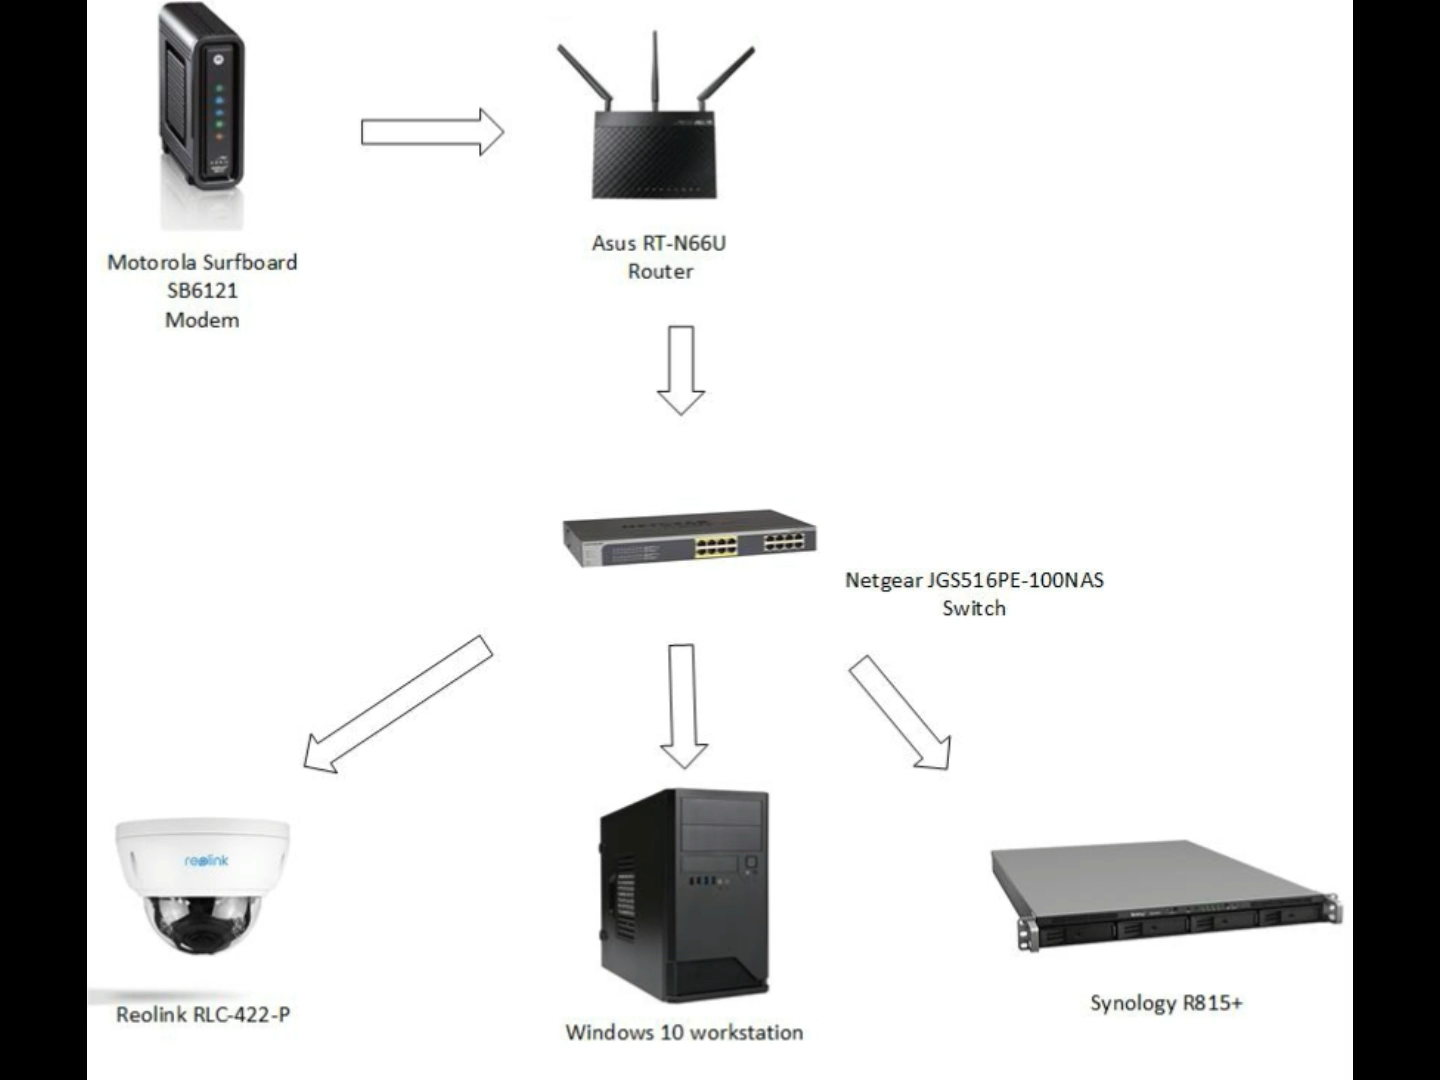 Motorola Surfboard
SB6121
Modem
Asus RT-N66U
Router
NETGEAR
Netgear JGS516PE-100NAS
Switch
reolink
Reolink RLC-422-P
Windows 10 workstation
Synology R815+